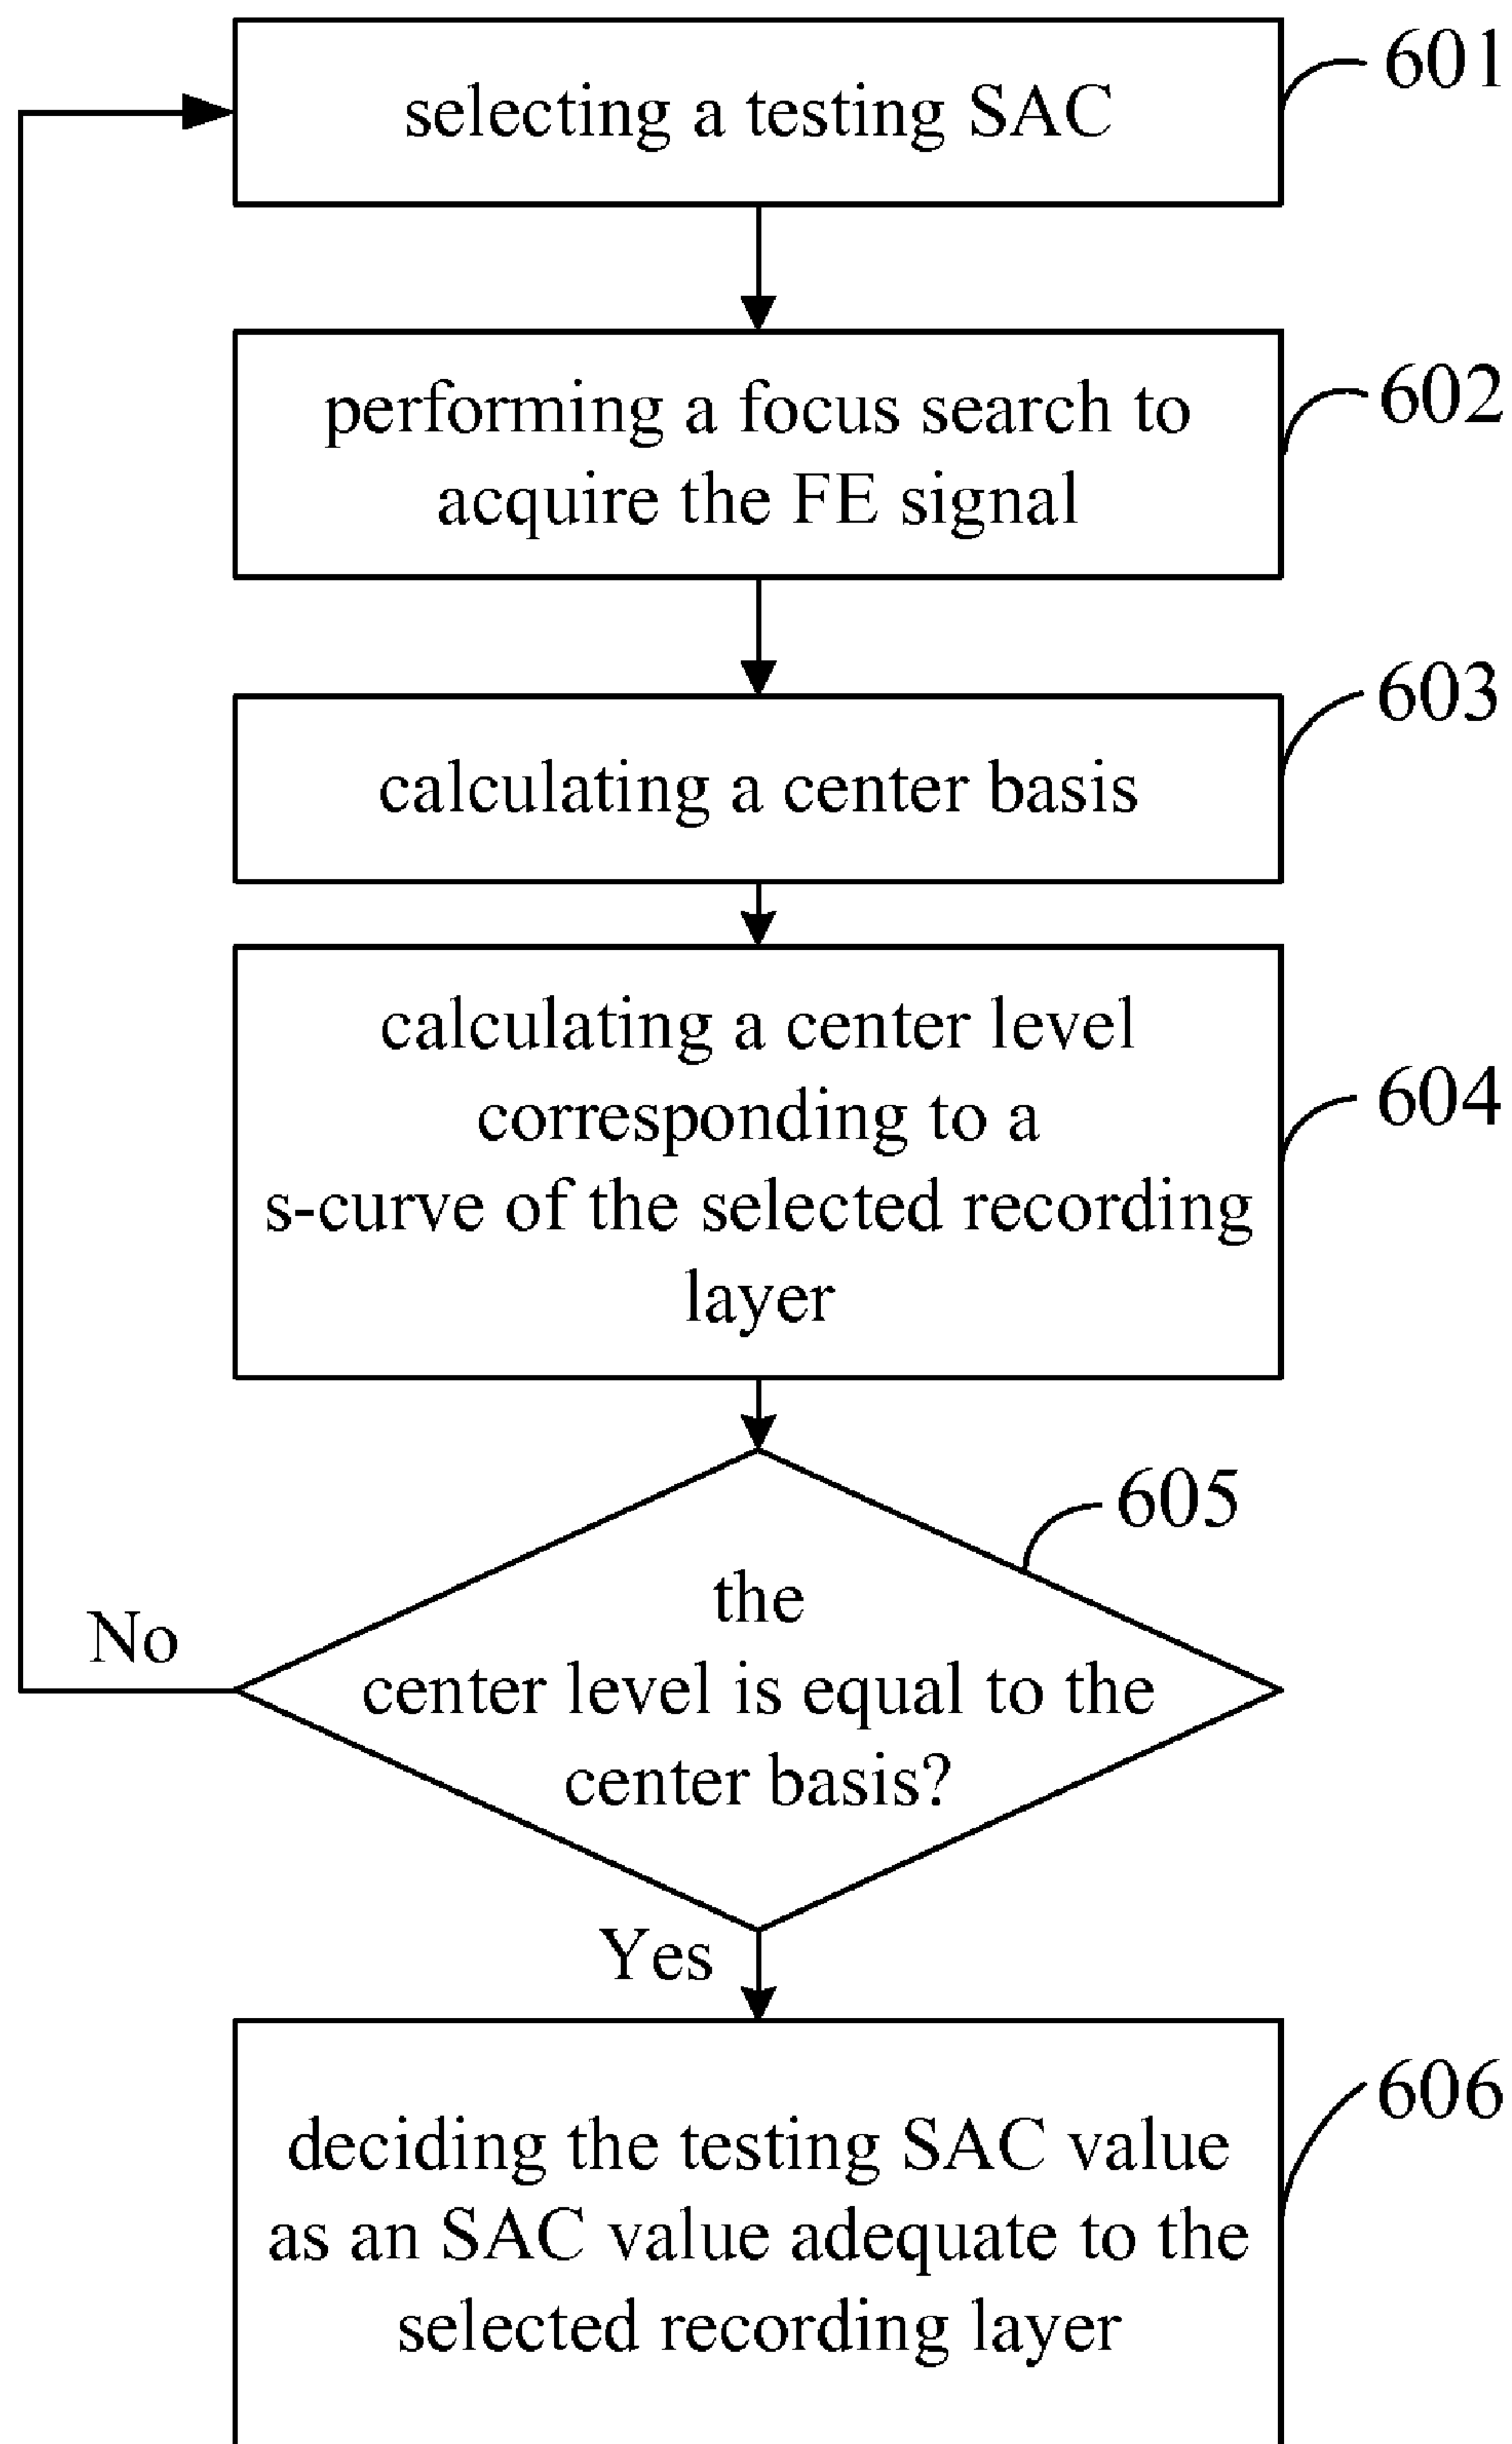 601
selecting a testing SAC
602
performing a focus search to
acquire the FE signal
603
calculating a center basis
604
calculating a center level
corresponding to a
s-curve of the selected recording
layer
605
the
center level is equal to the
center basis?
No
Yes
606
deciding the testing SAC value
as an SAC value adequate to the
selected recording layer